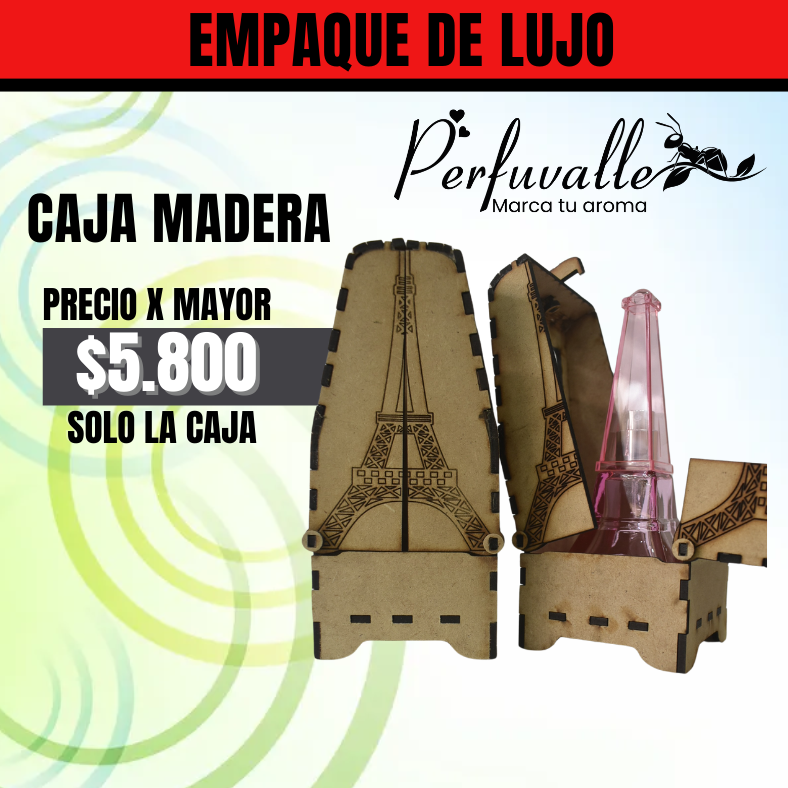 EMPAQUE DE LUJO
Perfuvalle
Marca tu aroma
CAJA MADERA
PRECIO X MAYOR
$5.800
SOLO LA CAJA